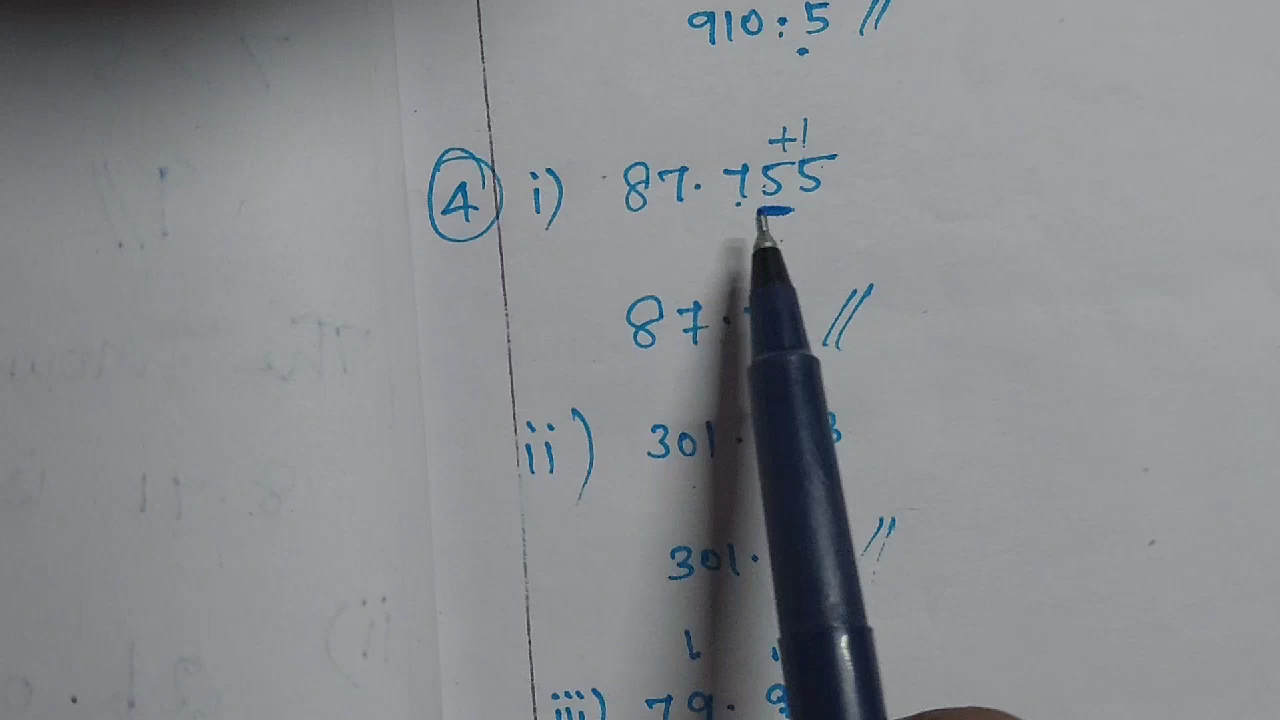 910.5 //
+1
④ i) 87.755
87. //
ii) 301.
301. //
iii) 79.